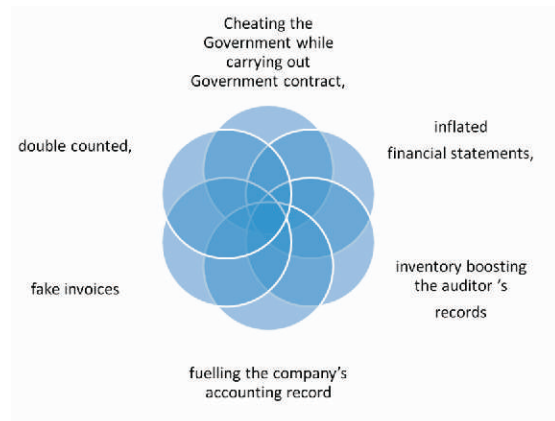 Cheating the
Government while
carrying out
Government contract,
inflated
financial statements,
inventory boosting
the auditor 's
records
fuelling the company's
accounting record
fake invoices
double counted,